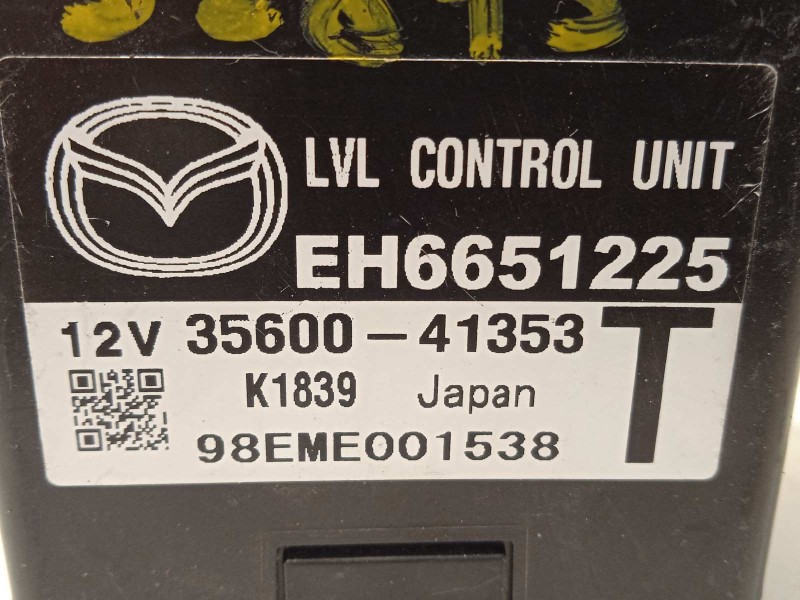 LVL CONTROL UNIT
EH6651225
12V 35600-41353 T
K1839 Japan
98EME001538